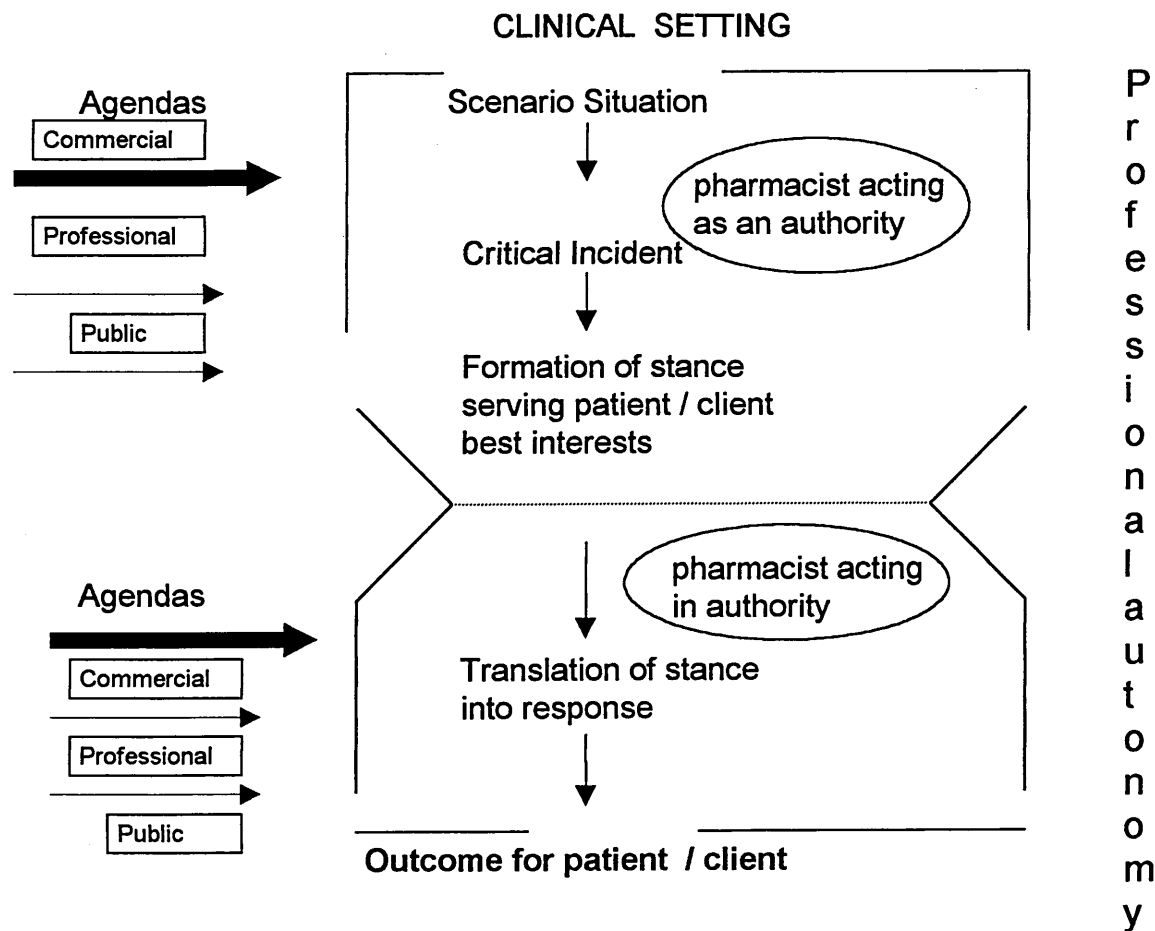 CLINICAL SETTING
Agendas
Commercial
Professional
Public
Scenario Situation
pharmacist acting
as an authority
Critical Incident
Formation of stance
serving patient / client
best interests
Agendas
Commercial
Professional
Public
pharmacist acting
in authority
Translation of stance
into response
Outcome for patient / client
Professional autonomy